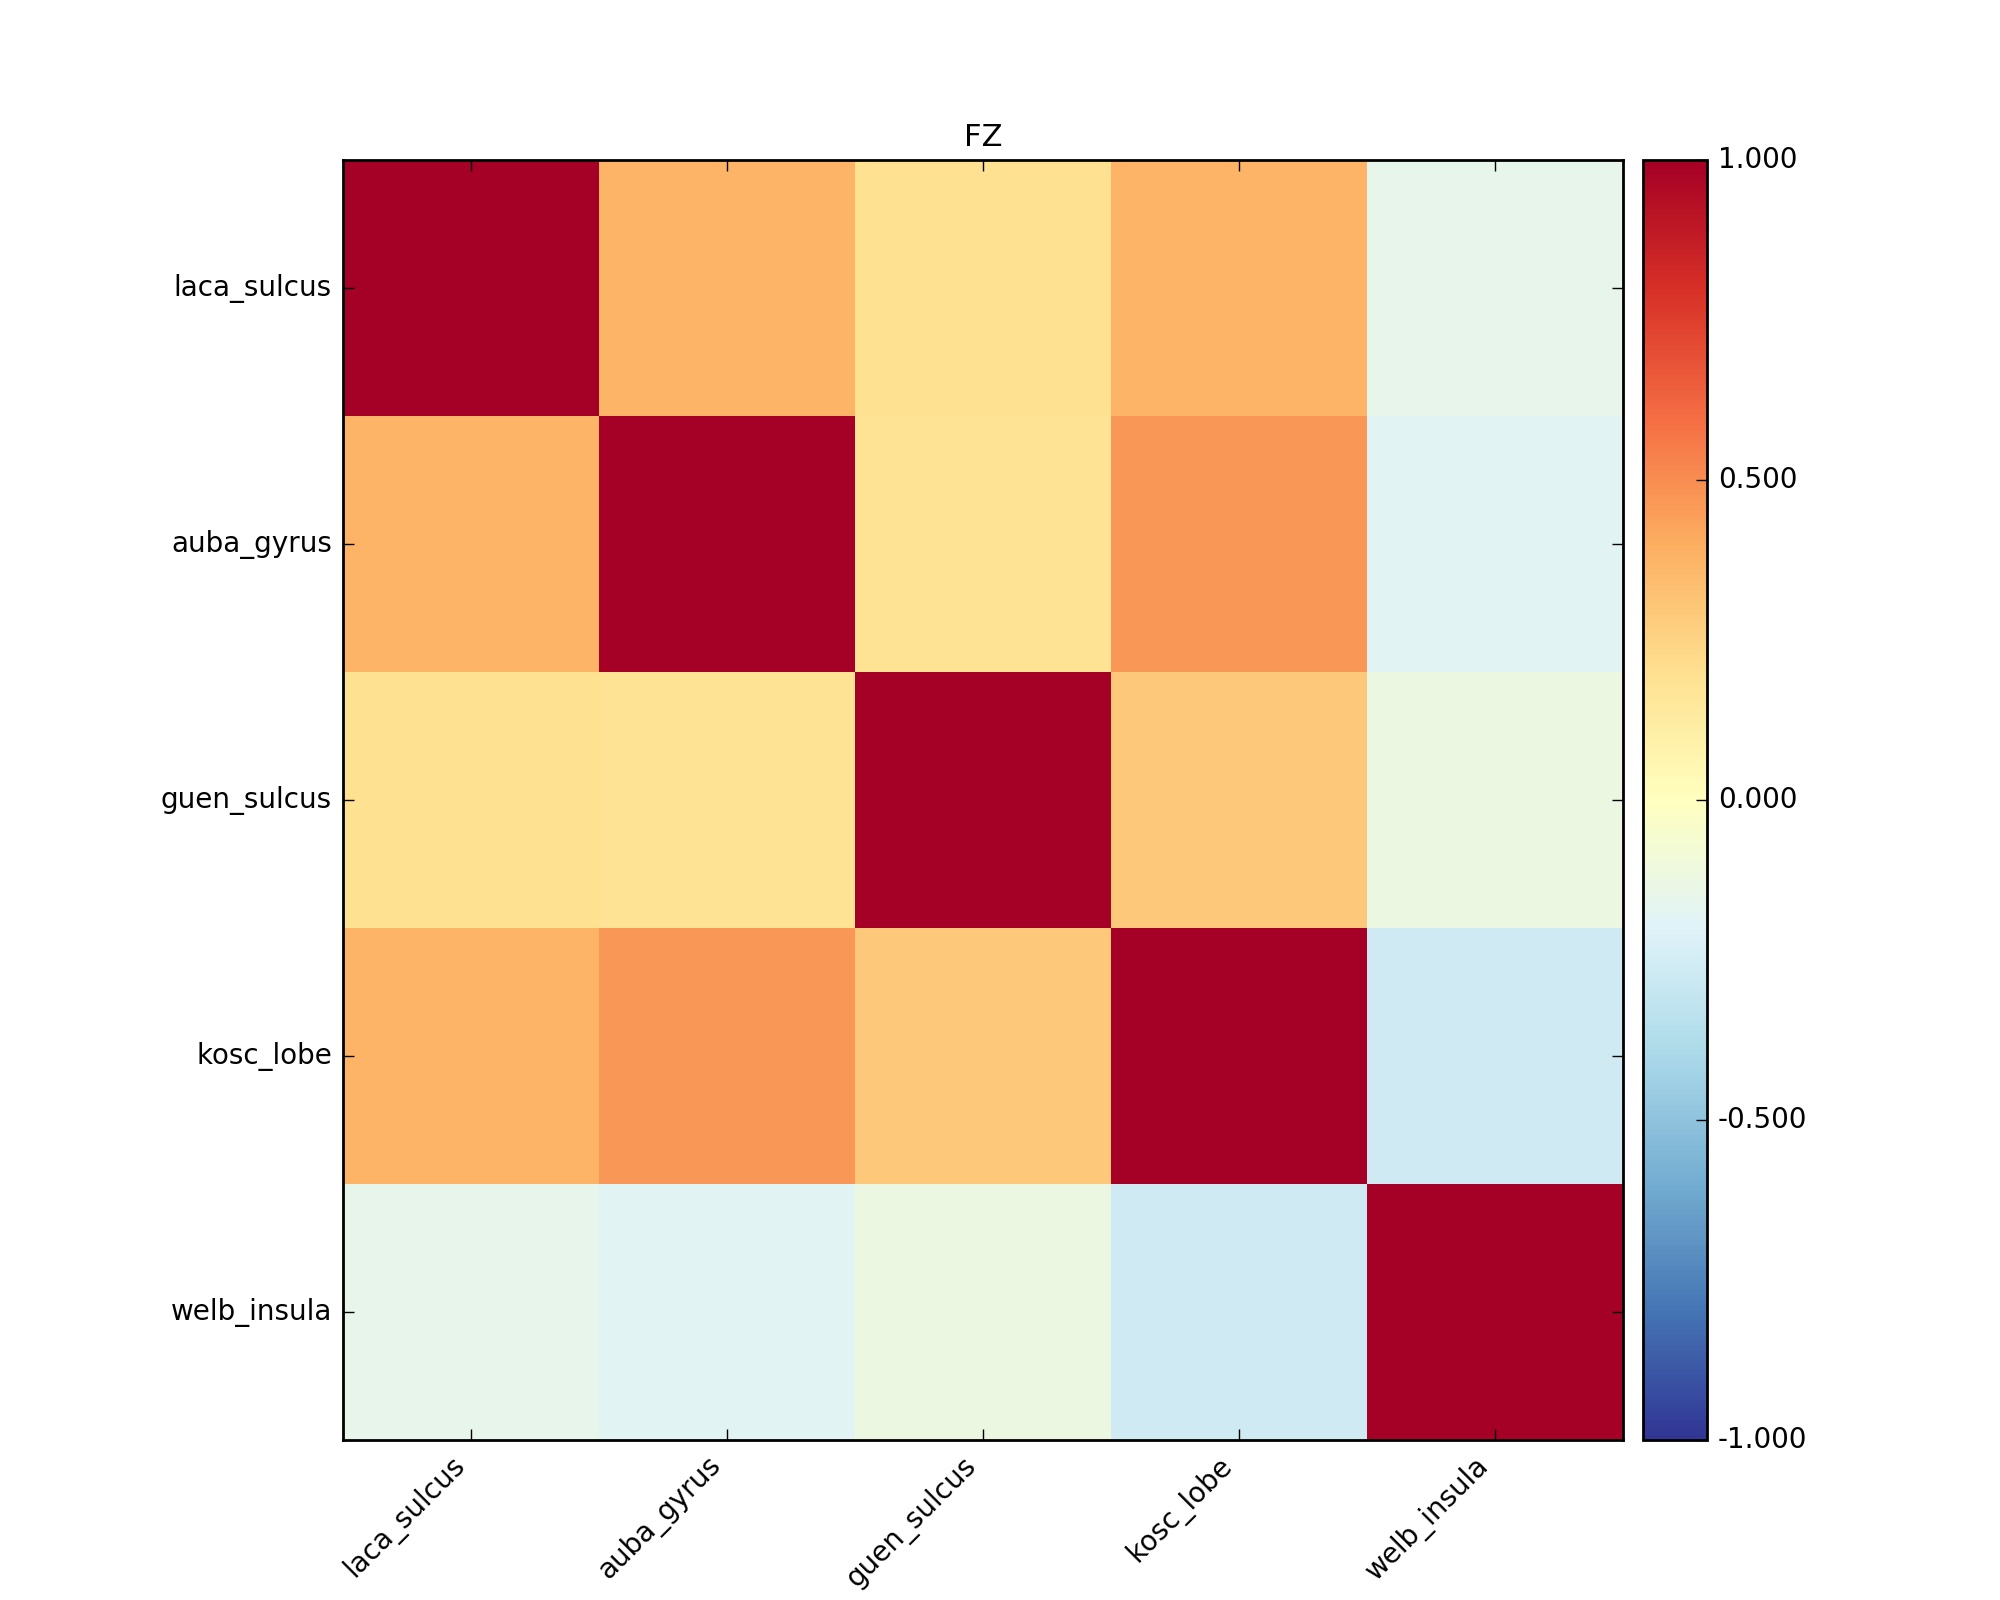 FZ
laca_sulcus
auba_gyrus
guen_sulcus
kosc_lobe
welb_insula
laca_sulcus
auba_gyrus
guen_sulcus
kosc_lobe
welb_insula
1.000
0.500
0.000
-0.500
-1.000